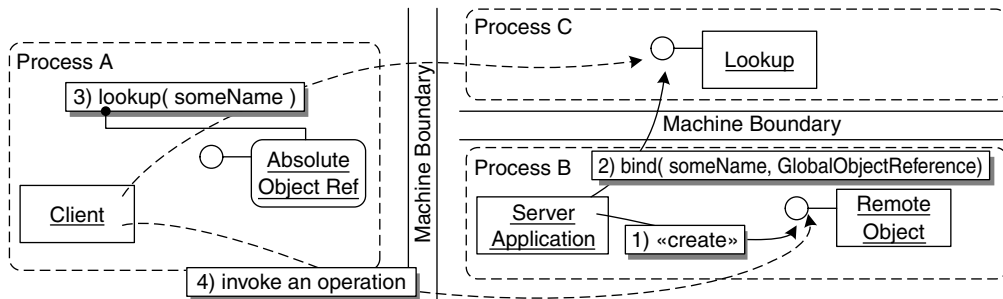 Process A
3) lookup( someName )
Absolute
Object Ref
Client
4) invoke an operation
Machine Boundary
Process C
Lookup
Machine Boundary
Process B
2) bind( someName, GlobalObjectReference)
Server
Application
1) «create»
Remote
Object